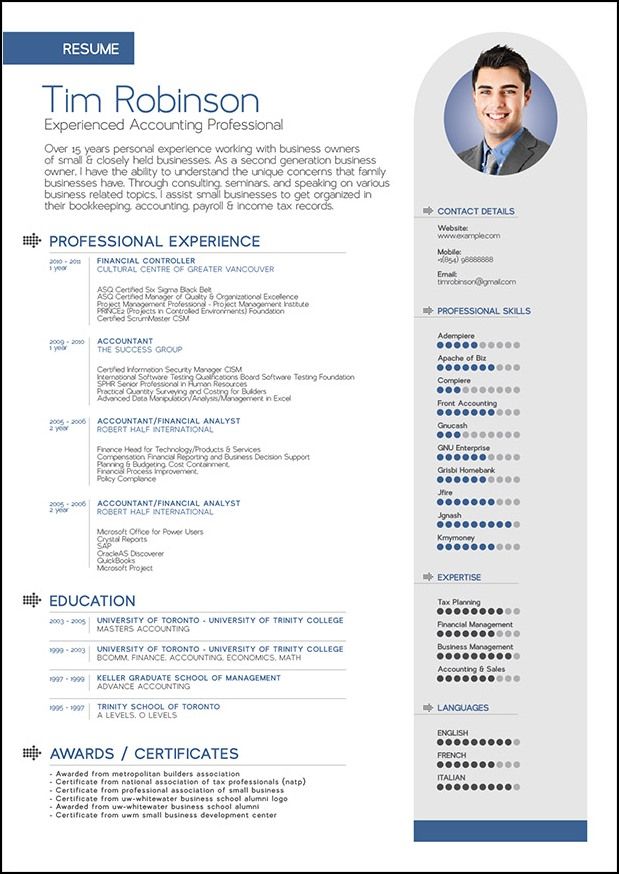 RESUME
Tim Robinson
Experienced Accounting Professional
Over 15 years personal experience working with business owners
of small & closely held businesses. As a second generation business
owner, I have the ability to understand the unique concerns that family
businesses have. Through consulting, seminars, and speaking on various
business related topics, I assist small businesses to get organized in
their bookkeeping, accounting, payroll & income tax records.
PROFESSIONAL EXPERIENCE
2010 - 2011
1 year
FINANCIAL CONTROLLER
CULTURAL CENTRE OF GREATER VANCOUVER
ASQ Certified Six Sigma Black Belt
ASQ Certified Manager of Quality & Organizational Excellence
Project Management Professional - Project Management Institute
PRINCE2 (Projects in Controlled Environments) Foundation
Certified ScrumMaster CSM
2009 - 2010
1 year
ACCOUNTANT
THE SUCCESS GROUP
Certified Information Security Manager CISM
International Software Testing Qualifications Board Software Testing Foundation
SPHR Senior Professional in Human Resources
Practical Quantity Surveying and Costing for Builders
Advanced Data Manipulation/Analysis/Management in Excel
2005 - 2006
2 year
ACCOUNTANT/FINANCIAL ANALYST
ROBERT HALF INTERNATIONAL
Finance Head for Technology/Products & Services
Compensation, Financial Reporting and Business Decision Support
Planning & Budgeting, Cost Containment,
Financial Process Improvement,
Policy Compliance
2005 - 2006
2 year
ACCOUNTANT/FINANCIAL ANALYST
ROBERT HALF INTERNATIONAL
Microsoft Office for Power Users
Crystal Reports
SAP
OracleAS Discoverer
QuickBooks
Microsoft Project
EDUCATION
2003 - 2005
UNIVERSITY OF TORONTO - UNIVERSITY OF TRINITY COLLEGE
MASTERS ACCOUNTING
1999 - 2003
UNIVERSITY OF TORONTO - UNIVERSITY OF TRINITY COLLEGE
BCOMM, FINANCE, ACCOUNTING, ECONOMICS, MATH
1997 - 1999
KELLER GRADUATE SCHOOL OF MANAGEMENT
ADVANCE ACCOUNTING
1995 - 1997
TRINITY SCHOOL OF TORONTO
A LEVELS, O LEVELS
AWARDS / CERTIFICATES
- Awarded from metropolitan builders association
- Certificate from national association of tax professionals (natp)
- Certificate from professional association of small business
- Certificate from uw-whitewater business school alumni logo
- Awarded from uw-whitewater business school alumni
- Certificate from uwm small business development center
CONTACT DETAILS
Website:
www.example.com
Mobile:
+1(854) 98888888
Email:
timrobinson@gmail.com
PROFESSIONAL SKILLS
Adempiere
Apache of Biz
Compiere
Front Accounting
Gnucash
GNU Enterprise
Grisbi Homebank
Jfire
Jgnash
Kmymoney
EXPERTISE
Tax Planning
Financial Management
Business Management
Accounting & Sales
LANGUAGES
ENGLISH
FRENCH
ITALIAN